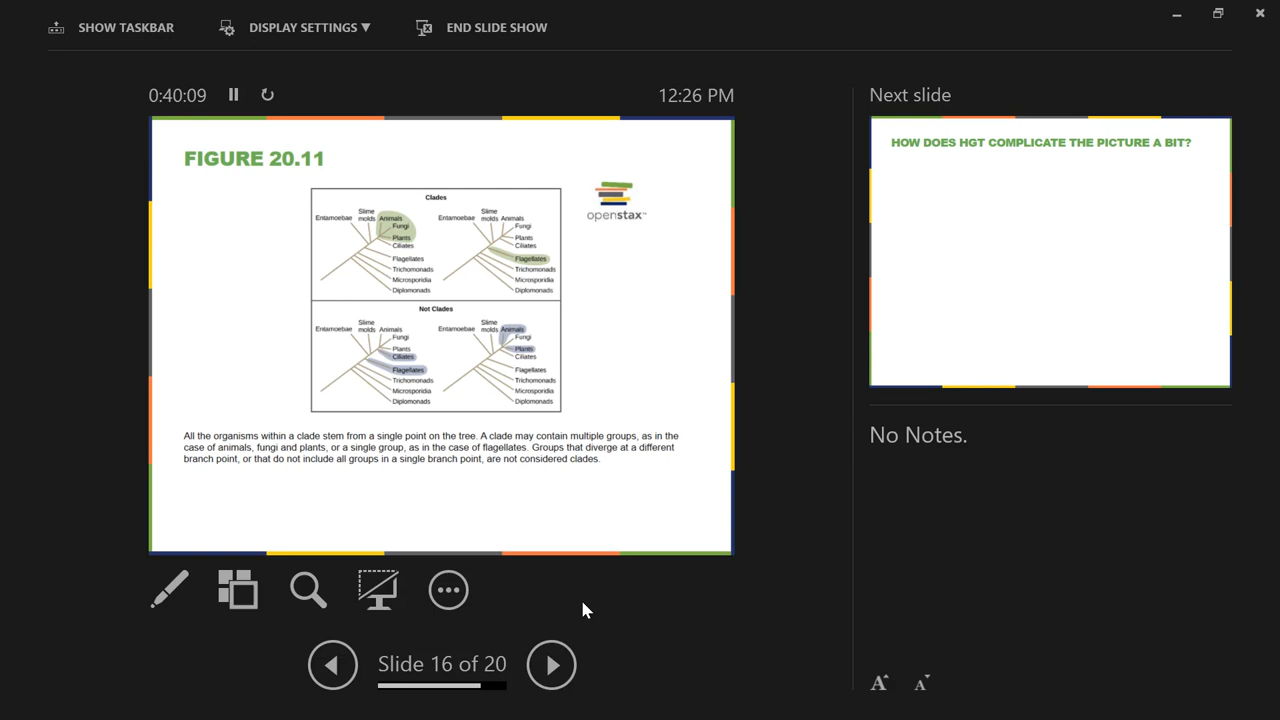 SHOW TASKBAR
DISPLAY SETTINGS ▼
END SLIDE SHOW
0:40:09
12:26 PM
Next slide
FIGURE 20.11
openstax™
Clades
Entamoebae
Slime molds
Animals
Fungi
Plants
Ciliates
Flagellates
Trichomonads
Microsporidia
Diplomonads
Entamoebae
Slime molds
Animals
Fungi
Plants
Ciliates
Flagellates
Trichomonads
Microsporidia
Diplomonads
Not Clades
Entamoebae
Slime molds
Animals
Fungi
Plants
Ciliates
Flagellates
Trichomonads
Microsporidia
Diplomonads
Entamoebae
Slime molds
Animals
Fungi
Plants
Ciliates
Flagellates
Trichomonads
Microsporidia
Diplomonads
All the organisms within a clade stem from a single point on the tree. A clade may contain multiple groups, as in the
case of animals, fungi and plants, or a single group, as in the case of flagellates. Groups that diverge at a different
branch point, or that do not include all groups in a single branch point, are not considered clades.
HOW DOES HGT COMPLICATE THE PICTURE A BIT?
No Notes.
Slide 16 of 20
A A